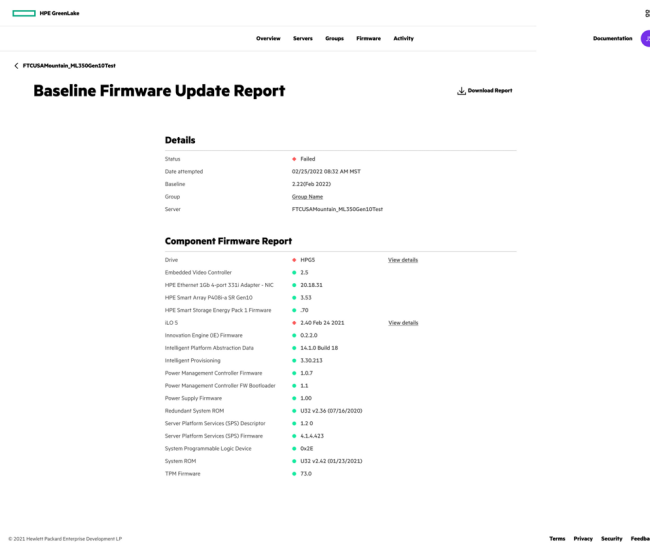 HPE GreenLake
Overview Servers Groups Firmware Activity Documentation
FTCUSAMountain_ML350Gen10Test
Baseline Firmware Update Report
Download Report
Details
Status Failed
Date attempted 02/25/2022 08:32 AM MST
Baseline 2.22(Feb 2022)
Group Group Name
Server FTCUSAMountain_ML350Gen10Test
Component Firmware Report
Drive HPG5 View details
Embedded Video Controller 2.5
HPE Ethernet 1Gb 4-port 331i Adapter - NIC 20.18.31
HPE Smart Array P408i-a SR Gen10 3.53
HPE Smart Storage Energy Pack 1 Firmware .70
iLO 5 2.40 Feb 24 2021 View details
Innovation Engine (IE) Firmware 0.2.2.0
Intelligent Platform Abstraction Data 14.1.0 Build 18
Intelligent Provisioning 3.30.213
Power Management Controller Firmware 1.0.7
Power Management Controller FW Bootloader 1.1
Power Supply Firmware 1.00
Redundant System ROM U32 v2.36 (07/16/2020)
Server Platform Services (SPS) Descriptor 1.2 0
Server Platform Services (SPS) Firmware 4.1.4.423
System Programmable Logic Device 0x2E
System ROM U32 v2.42 (01/23/2021)
TPM Firmware 73.0
© 2021 Hewlett Packard Enterprise Development LP Terms Privacy Security Feedba